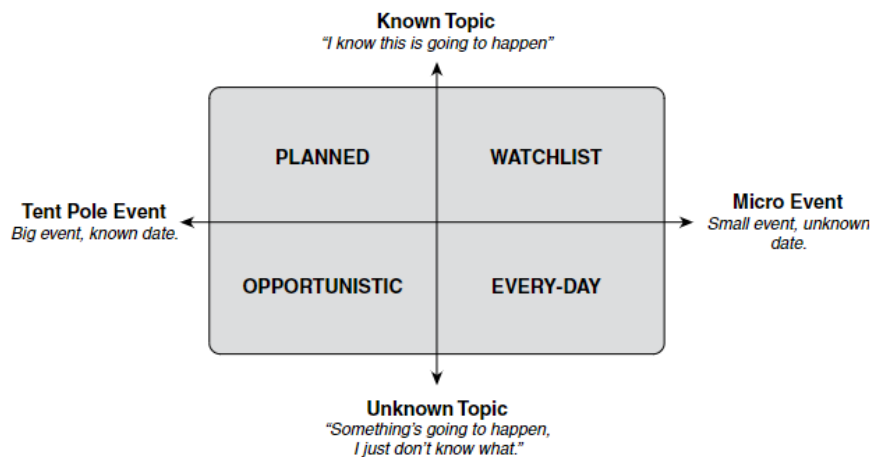 Known Topic
“I know this is going to happen”
PLANNED
WATCHLIST
Tent Pole Event
Big event, known date.
Micro Event
Small event, unknown
date.
OPPORTUNISTIC
EVERY-DAY
Unknown Topic
“Something’s going to happen,
I just don’t know what.”